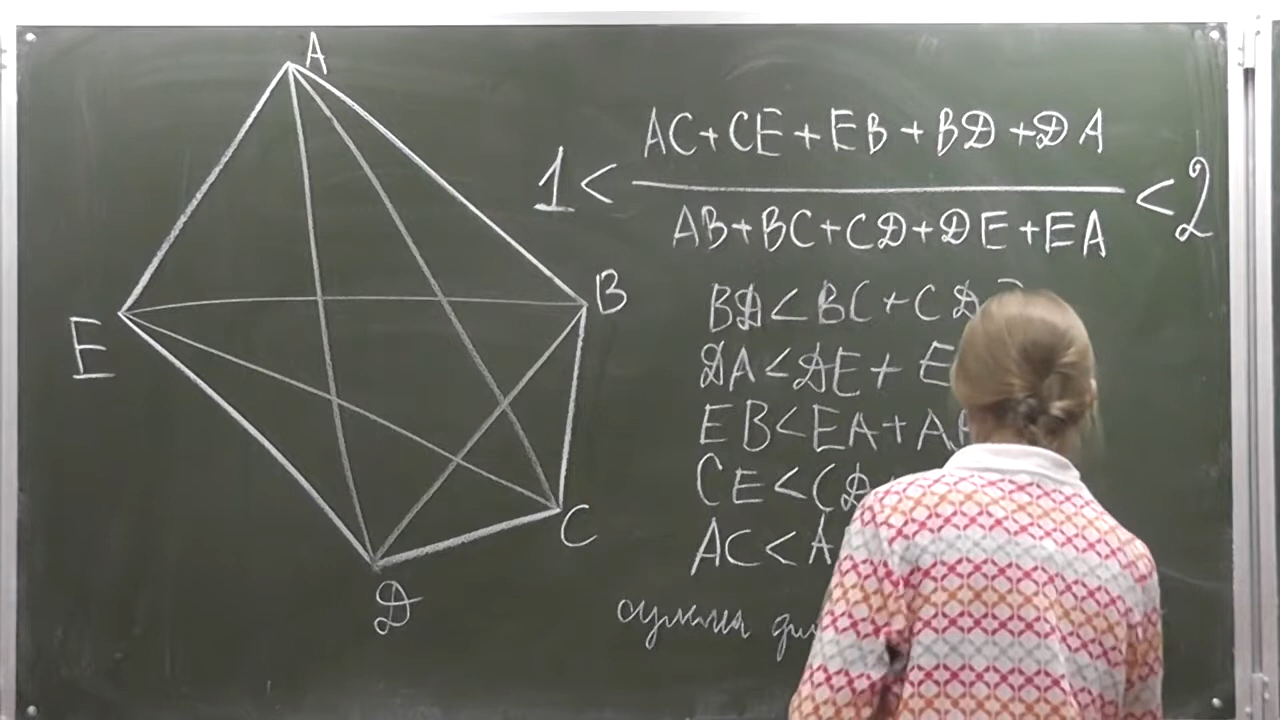 A
B
E
C
D
AC+CE+EB+BD+DA
1< <2
AB+BC+CD+DE+EA
BD<BC+CD
DA<DE+E
EB<EA+A
CE<CD
AC<A
сумма